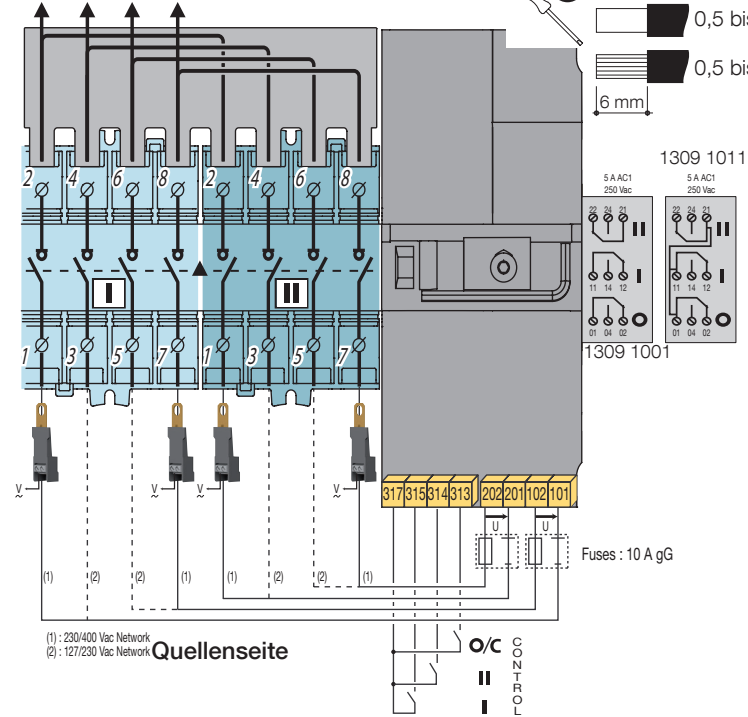 0,5 bis
0,5 bis
6 mm
1309 1011
5 A AC1
250 Vac
5 A AC1
250 Vac
22 24 21
II
11 14 12
I
01 04 02
O
22 24 21
II
11 14 12
I
01 04 02
O
1309 1001
2 4 6 8 2 4 6 8
I II
1 3 5 7 1 3 5 7
V V V V
317 315 314 313 202 201 102 101
U U
Fuses : 10 A gG
(1) (2) (2) (1) (1) (2) (2) (1)
(1) : 230/400 Vac Network
(2) : 127/230 Vac Network
Quellenseite
O/C
II
I
CONTROL